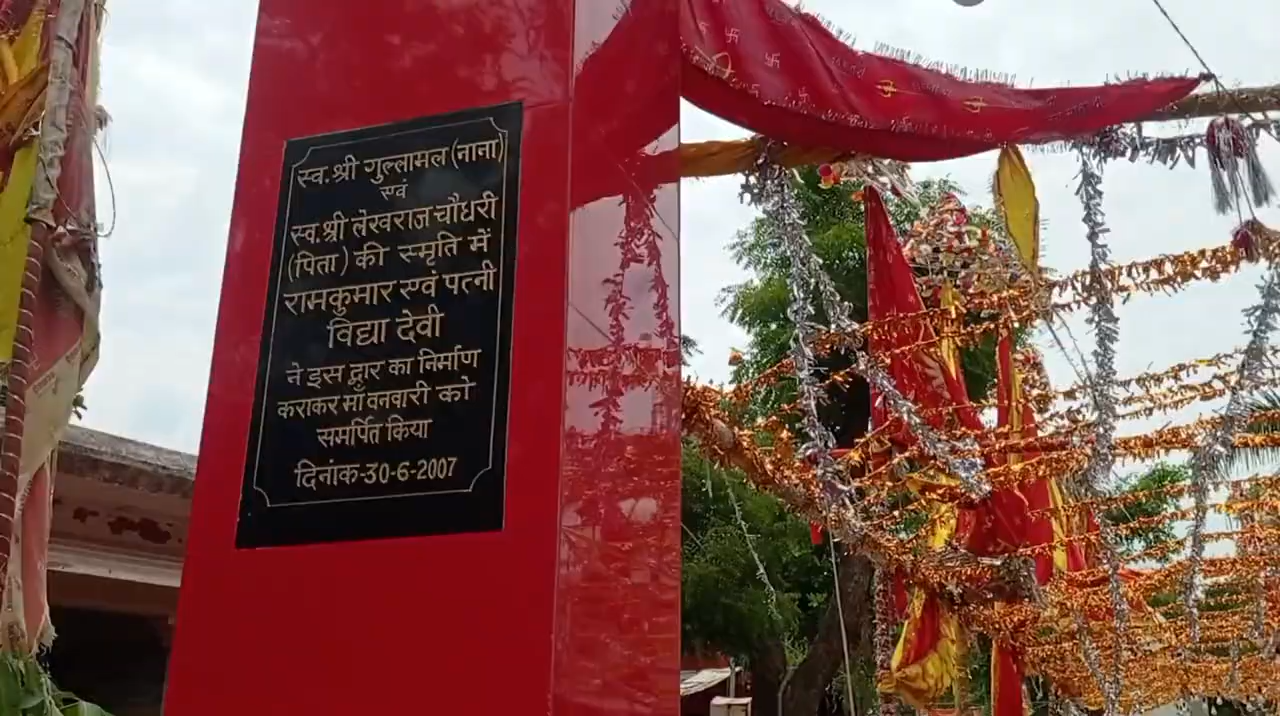 स्व.श्री गुल्लामल (नाना)
एवं
स्व.श्री लेखराज चौधरी
(पिता) की स्मृति में
रामकुमार एवं पत्नी
विद्या देवी
ने इस द्वार का निर्माण
कराकर माँ वनवारी को
समर्पित किया
दिनांक-30-6-2007